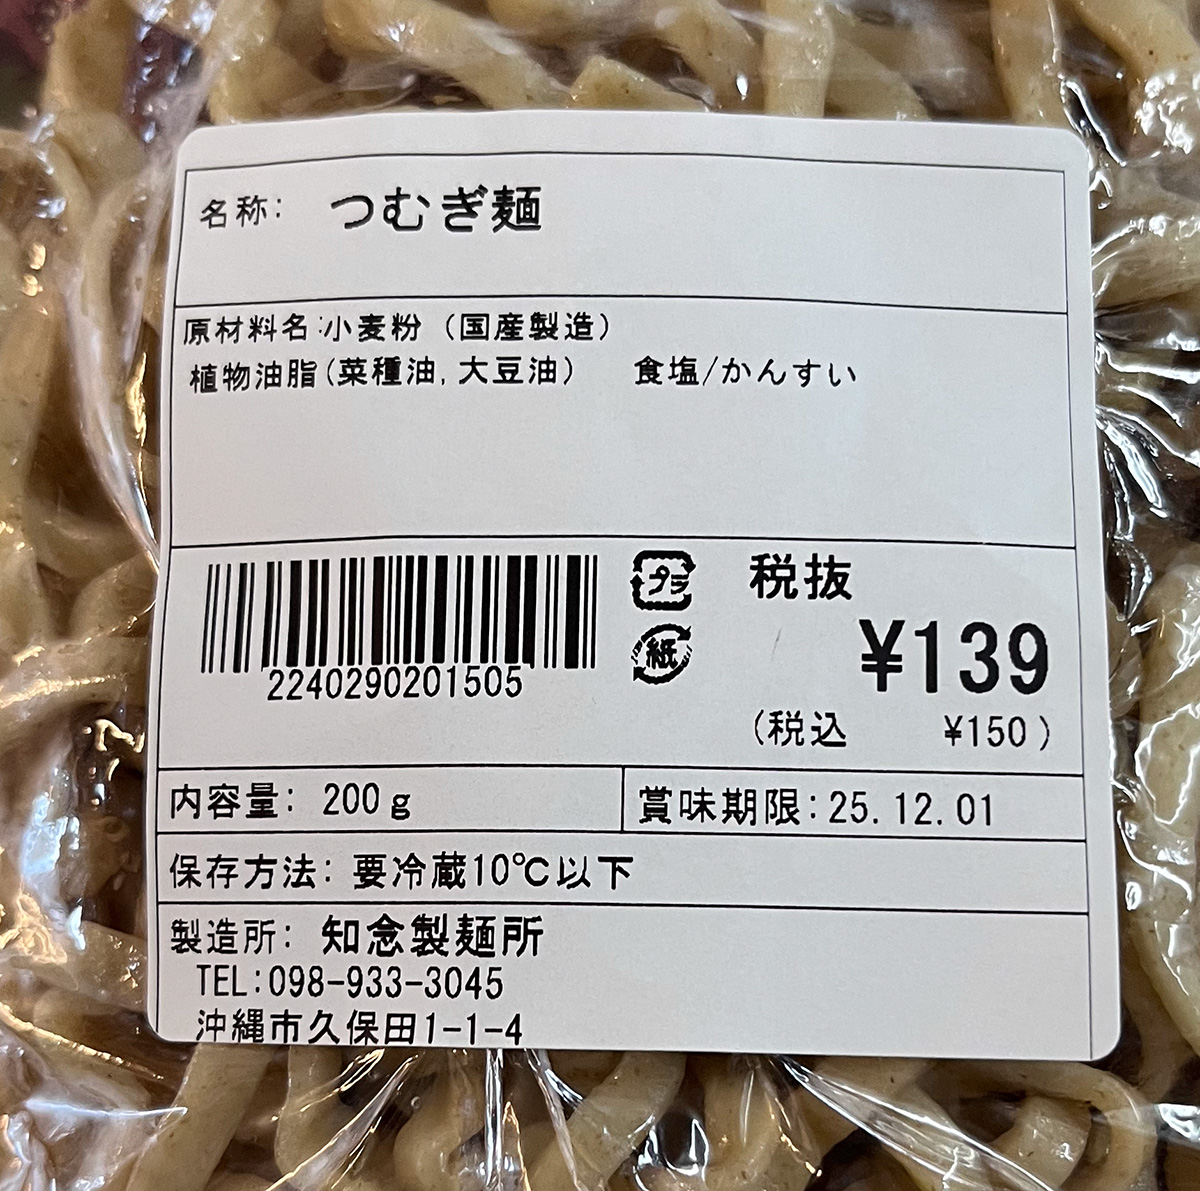 名称: つむぎ麺
原材料名:小麦粉 (国産製造)
植物油脂(菜種油,大豆油) 食塩/かんすい
プラ
税抜
¥139
紙
2240290201505
(税込 ¥150)
内容量: 200g
賞味期限:25.12.01
保存方法: 要冷蔵10℃以下
製造所: 知念製麺所
TEL:098-933-3045
沖縄市久保田1-1-4